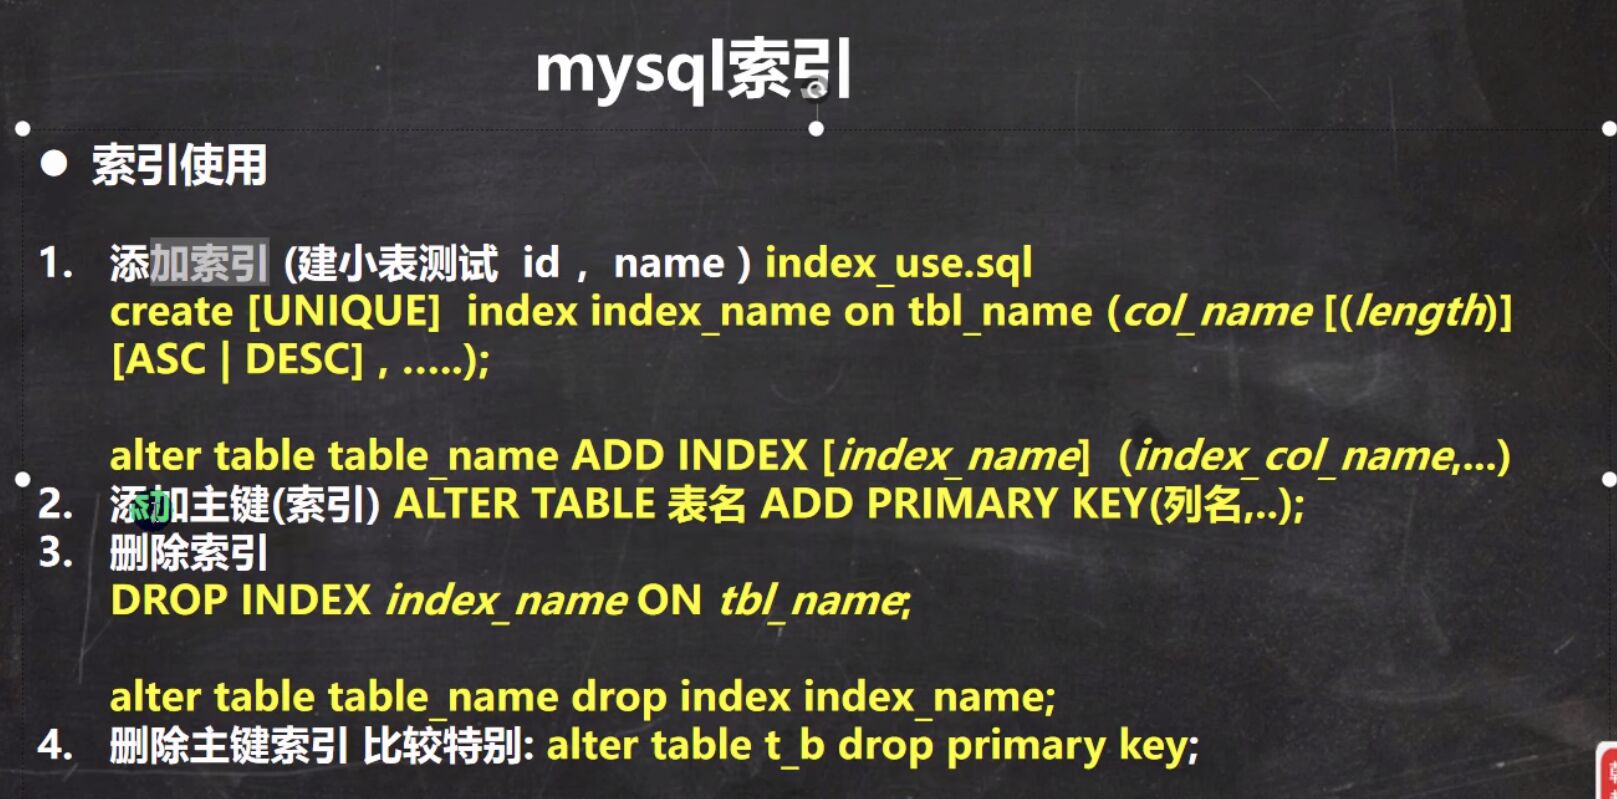 mysql索引
● 索引使用
1. 添加索引 (建小表测试 id , name ) index_use.sql
create [UNIQUE] index index_name on tbl_name (col_name [(length)]
[ASC | DESC] , …..);
alter table table_name ADD INDEX [index_name] (index_col_name,...)
2. 添加主键(索引) ALTER TABLE 表名 ADD PRIMARY KEY(列名,..);
3. 删除索引
DROP INDEX index_name ON tbl_name;
alter table table_name drop index index_name;
4. 删除主键索引 比较特别: alter table t_b drop primary key;